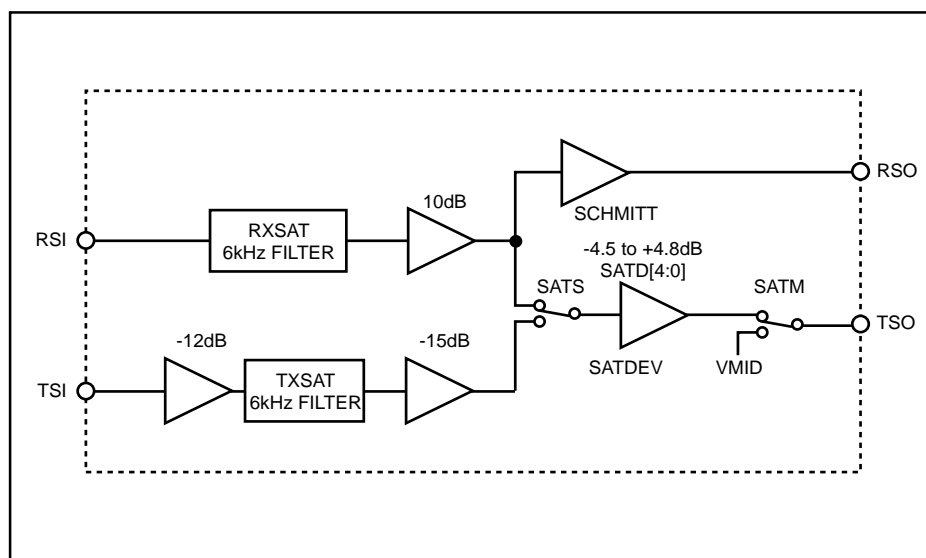 10dB
RSO
SCHMITT
RSI
RXSAT
6kHz FILTER
-4.5 to +4.8dB
SATD[4:0]
SATS
SATM
TSO
-12dB
-15dB
SATDEV
VMID
TSI
TXSAT
6kHz FILTER